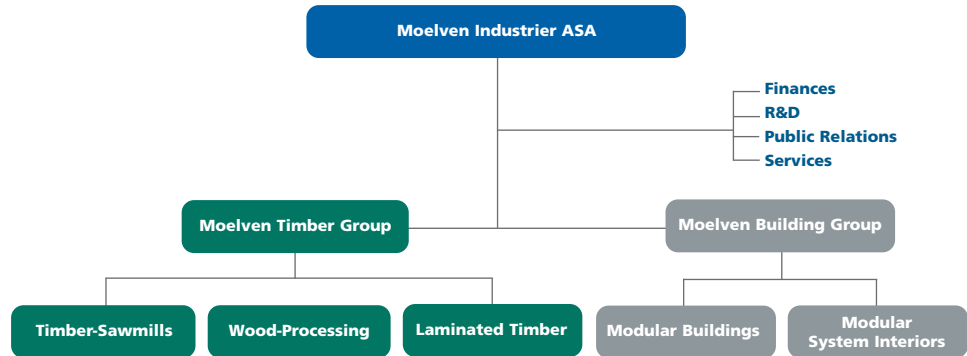 Moelven Industrier ASA
Finances
R&D
Public Relations
Services
Moelven Timber Group
Moelven Building Group
Timber-Sawmills
Wood-Processing
Laminated Timber
Modular Buildings
Modular
System Interiors